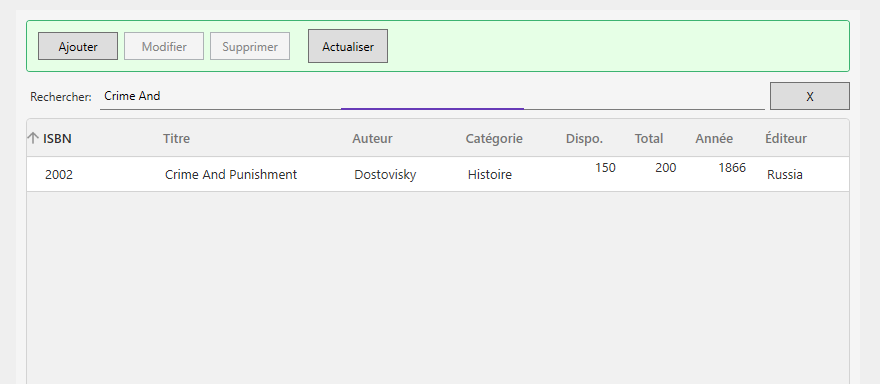 Ajouter Modifier Supprimer Actualiser
Rechercher: Crime And X
ISBN Titre Auteur Catégorie Dispo. Total Année Éditeur
2002 Crime And Punishment Dostovisky Histoire 150 200 1866 Russia